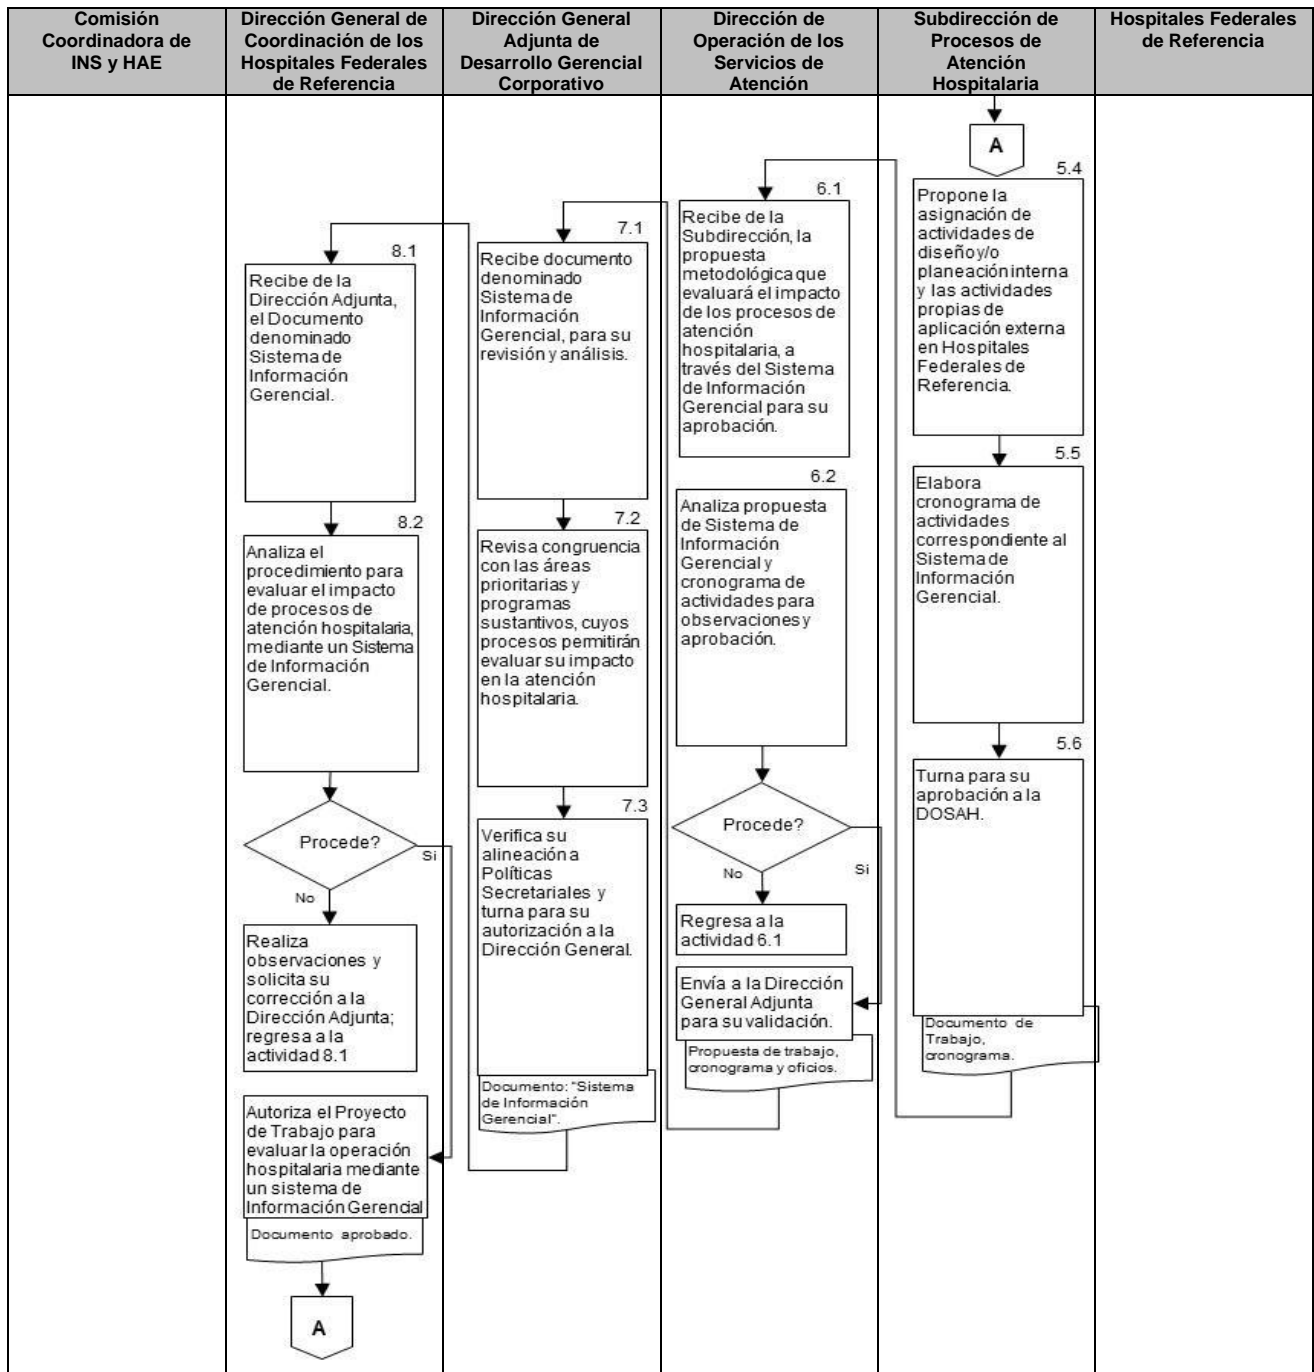 Comisión
Coordinadora de
INS y HAE
Dirección General de
Coordinación de los
Hospitales Federales
de Referencia
Dirección General
Adjunta de
Desarrollo Gerencial
Corporativo
Dirección de
Operación de los
Servicios de
Atención
Subdirección de
Procesos de
Atención
Hospitalaria
Hospitales Federales
de Referencia
A
5.4
Propone la
asignación de
actividades de
diseño y/o
planeación interna
y las actividades
propias de
aplicación externa
en Hospitales
Federales de
Referencia.
5.5
Elabora
cronograma de
actividades
correspondiente al
Sistema de
Información
Gerencial.
5.6
Turna para su
aprobación a la
DOSAH.
Documento de
Trabajo,
cronograma.
6.1
Recibe de la
Subdirección, la
propuesta
metodológica que
evaluará el impacto
de los procesos de
atención
hospitalaria, a
través del Sistema
de Información
Gerencial para su
aprobación.
6.2
Analiza propuesta
de Sistema de
Información
Gerencial y
cronograma de
actividades para
observaciones y
aprobación.
Procede?
No
Si
Regresa a la
actividad 6.1
Envía a la Dirección
General Adjunta
para su validación.
Propuesta de trabajo,
cronograma y oficios.
7.1
Recibe documento
denominado
Sistema de
Información
Gerencial, para su
revisión y análisis.
7.2
Revisa congruencia
con las áreas
prioritarias y
programas
sustantivos, cuyos
procesos permitirán
evaluar su impacto
en la atención
hospitalaria.
7.3
Verifica su
alineación a
Políticas
Secretariales y
turna para su
autorización a la
Dirección General.
Documento: "Sistema
de Información
Gerencial".
8.1
Recibe de la
Dirección Adjunta,
el Documento
denominado
Sistema de
Información
Gerencial.
8.2
Analiza el
procedimiento para
evaluar el impacto
de procesos de
atención hospitalaria,
mediante un Sistema
de Información
Gerencial.
Procede?
Si
No
Realiza
observaciones y
solicita su
corrección a la
Dirección Adjunta;
regresa a la
actividad 8.1
Autoriza el Proyecto
de Trabajo para
evaluar la operación
hospitalaria mediante
un sistema de
Información Gerencial
Documento aprobado.
A